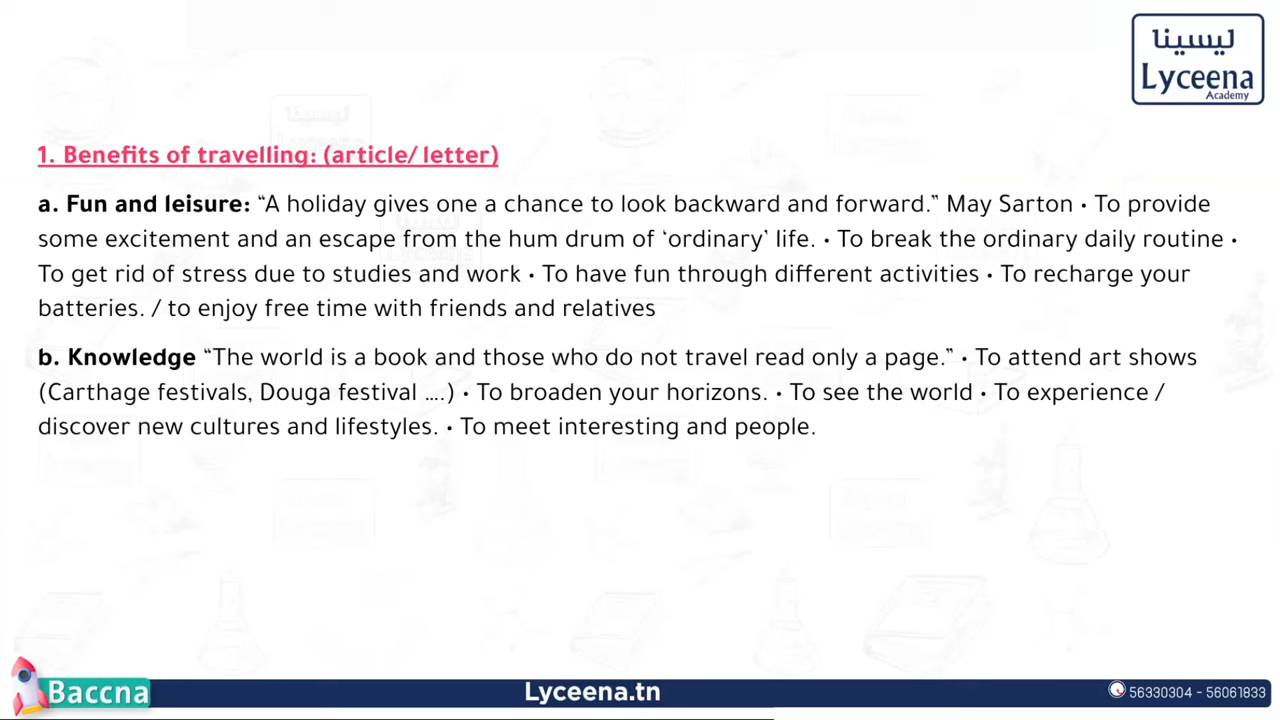 ليسينا
Lyceena
Academy
1. Benefits of travelling: (article/ letter)
a. Fun and leisure: “A holiday gives one a chance to look backward and forward.” May Sarton • To provide
some excitement and an escape from the hum drum of ‘ordinary’ life. • To break the ordinary daily routine •
To get rid of stress due to studies and work • To have fun through different activities • To recharge your
batteries. / to enjoy free time with friends and relatives
b. Knowledge “The world is a book and those who do not travel read only a page.” • To attend art shows
(Carthage festivals, Douga festival ….) • To broaden your horizons. • To see the world • To experience /
discover new cultures and lifestyles. • To meet interesting and people.
Baccna
Lyceena.tn
56330304 - 56061833